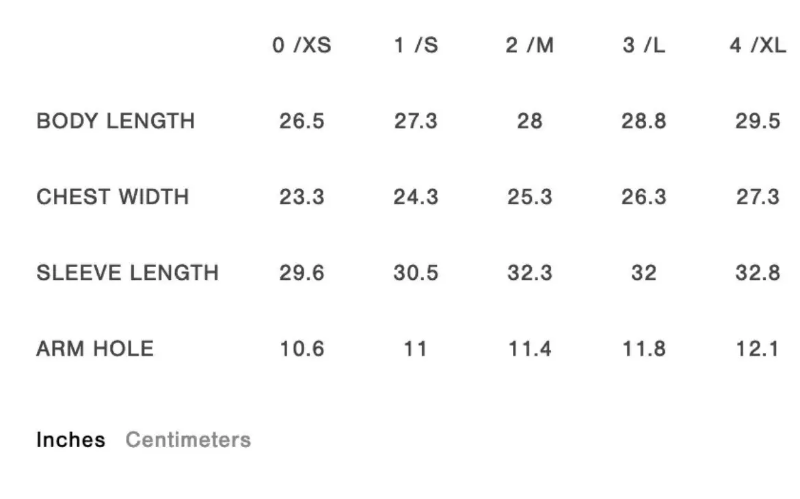 0 /XS 1 /S 2 /M 3 /L 4 /XL
BODY LENGTH 26.5 27.3 28 28.8 29.5
CHEST WIDTH 23.3 24.3 25.3 26.3 27.3
SLEEVE LENGTH 29.6 30.5 32.3 32 32.8
ARM HOLE 10.6 11 11.4 11.8 12.1
Inches Centimeters